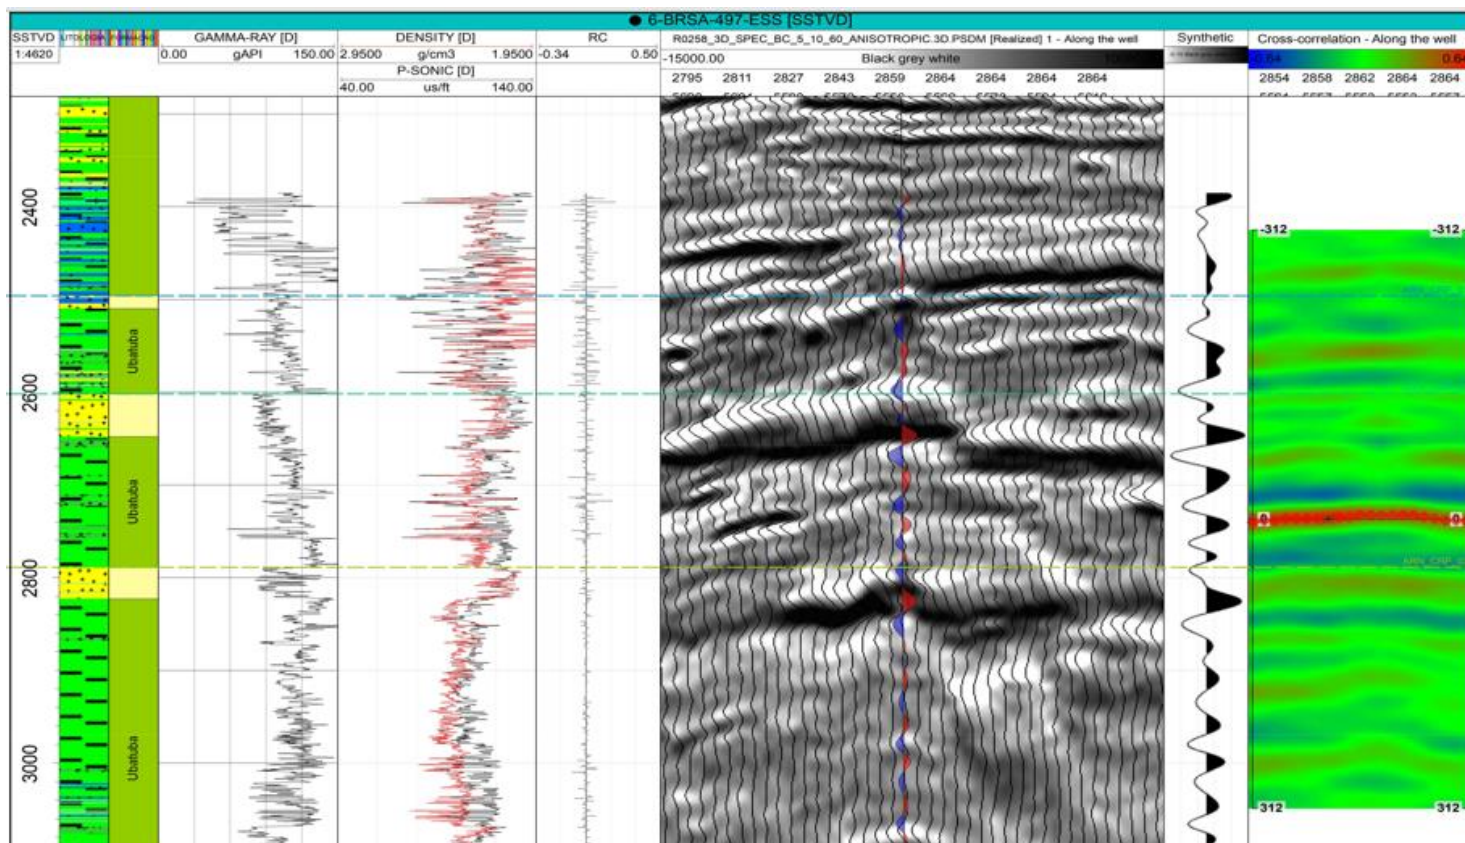 6-BRSA-497-ESS [SSTVD]
SSTVD GAMMA-RAY [D] DENSITY [D] RC R0258_3D_SPEC_BC_5_10_60_ANISOTROPIC.3D.PSDM [Realized] 1 - Along the well Synthetic Cross-correlation - Along the well
1:4620 0.00 gAPI 150.00 2.9500 g/cm3 1.9500 -0.34 0.50 -15000.00 Black grey white 0.64
P-SONIC [D] 2795 2811 2827 2843 2859 2864 2864 2864 2864 2854 2858 2862 2864 2864
40.00 us/ft 140.00
2400
-312 -312
Ubatuba
2600
Ubatuba
0 0
2800
Ubatuba
3000
312 312